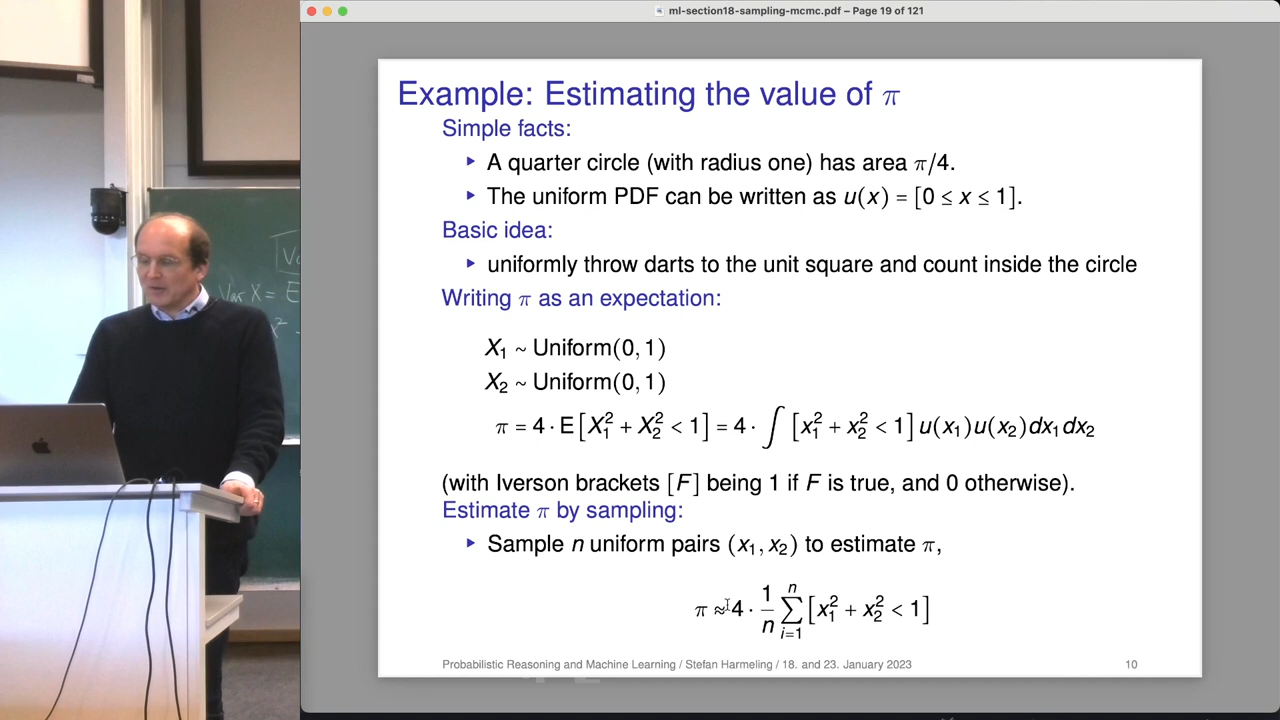 ml-section18-sampling-mcmc.pdf – Page 19 of 121
Example: Estimating the value of π
Simple facts:
▸ A quarter circle (with radius one) has area π/4.
▸ The uniform PDF can be written as u(x) = [0 ≤ x ≤ 1].
Basic idea:
▸ uniformly throw darts to the unit square and count inside the circle
Writing π as an expectation:
X₁ ~ Uniform(0, 1)
X₂ ~ Uniform(0, 1)
π = 4 · E[X₁² + X₂² < 1] = 4 · ∫ [x₁² + x₂² < 1] u(x₁)u(x₂)dx₁dx₂
(with Iverson brackets [F] being 1 if F is true, and 0 otherwise).
Estimate π by sampling:
▸ Sample n uniform pairs (x₁, x₂) to estimate π,
π ≈ 4 · 1/n ∑ᵢ₌₁ⁿ [x₁² + x₂² < 1]
Probabilistic Reasoning and Machine Learning / Stefan Harmeling / 18. and 23. January 2023 10
Var X = E